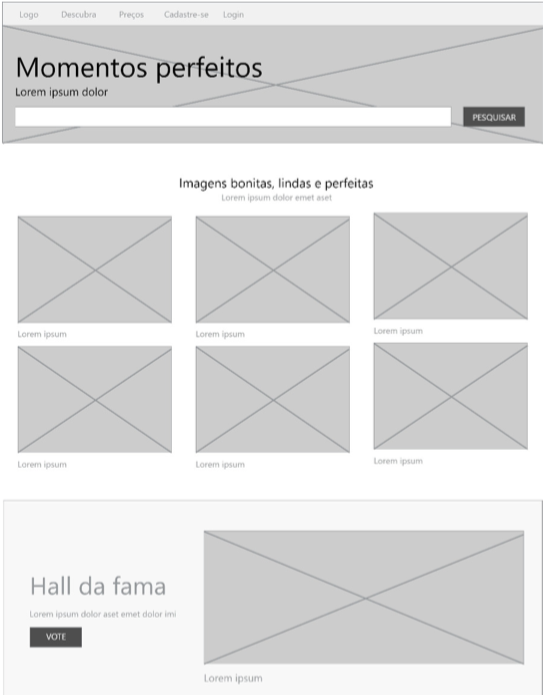 Logo Descubra Preços Cadastre-se Login
Momentos perfeitos
Lorem ipsum dolor
PESQUISAR
Imagens bonitas, lindas e perfeitas
Lorem ipsum dolor emet aset
Lorem ipsum Lorem ipsum Lorem ipsum
Lorem ipsum Lorem ipsum Lorem ipsum
Hall da fama
Lorem ipsum dolor aset emet dolor imi
VOTE
Lorem ipsum